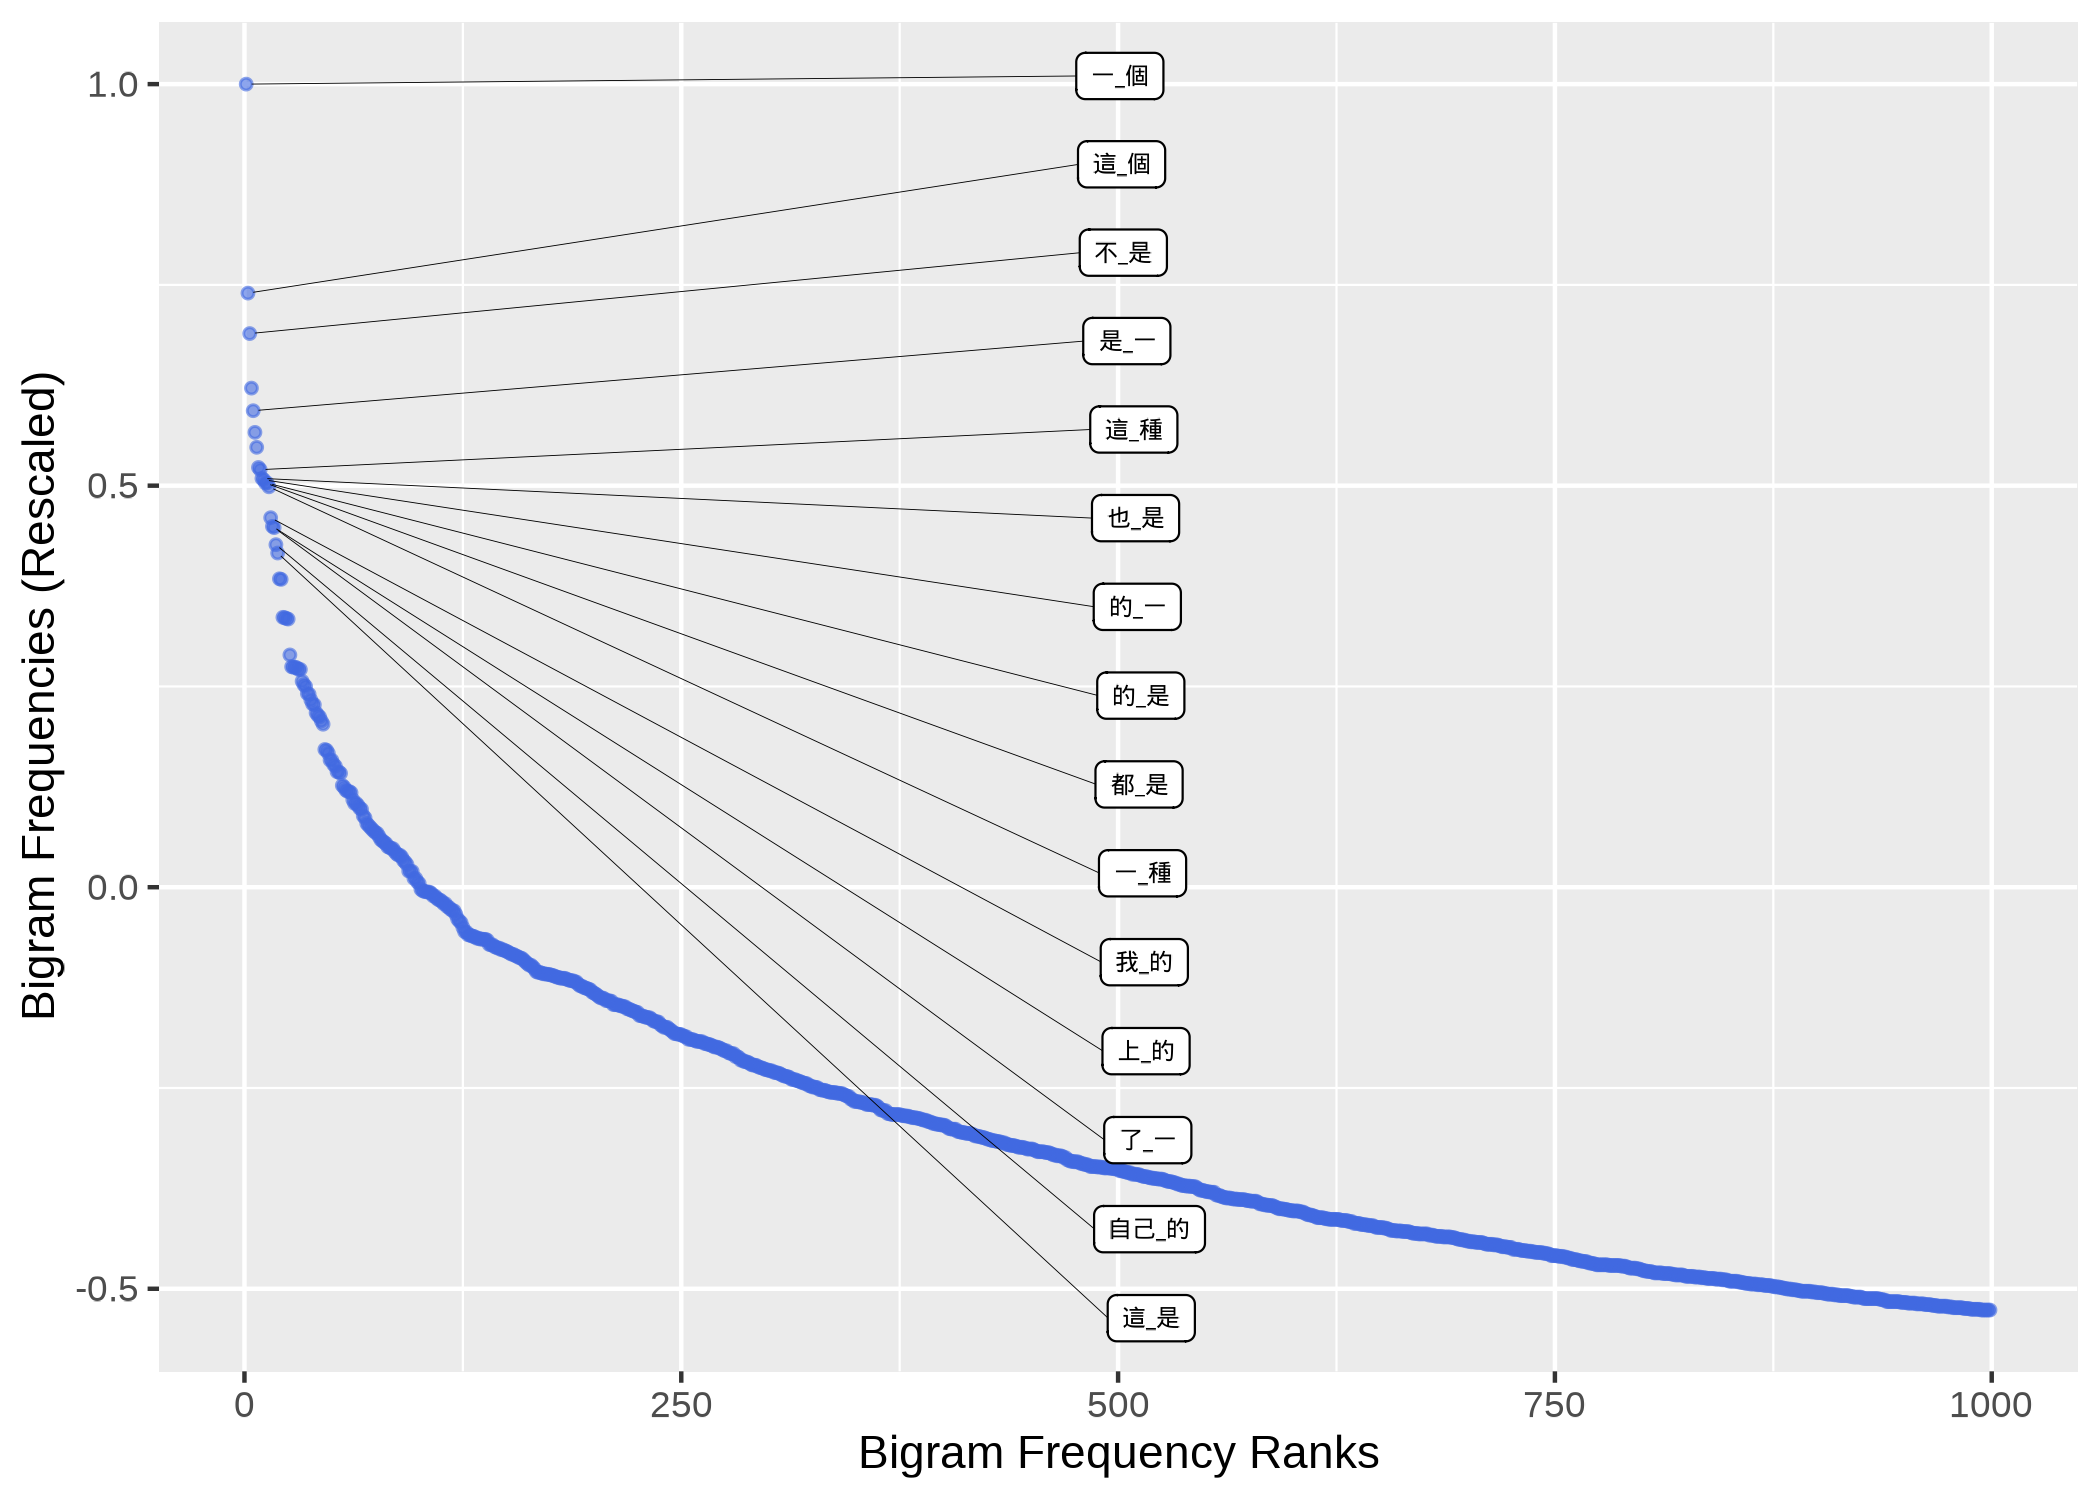 1.0
0.5
0.0
-0.5
Bigram Frequencies (Rescaled)
一_個
這_個
不_是
是_一
這_種
也_是
的_一
的_是
都_是
一_種
我_的
上_的
了_一
自己_的
這_是
0 250 500 750 1000
Bigram Frequency Ranks